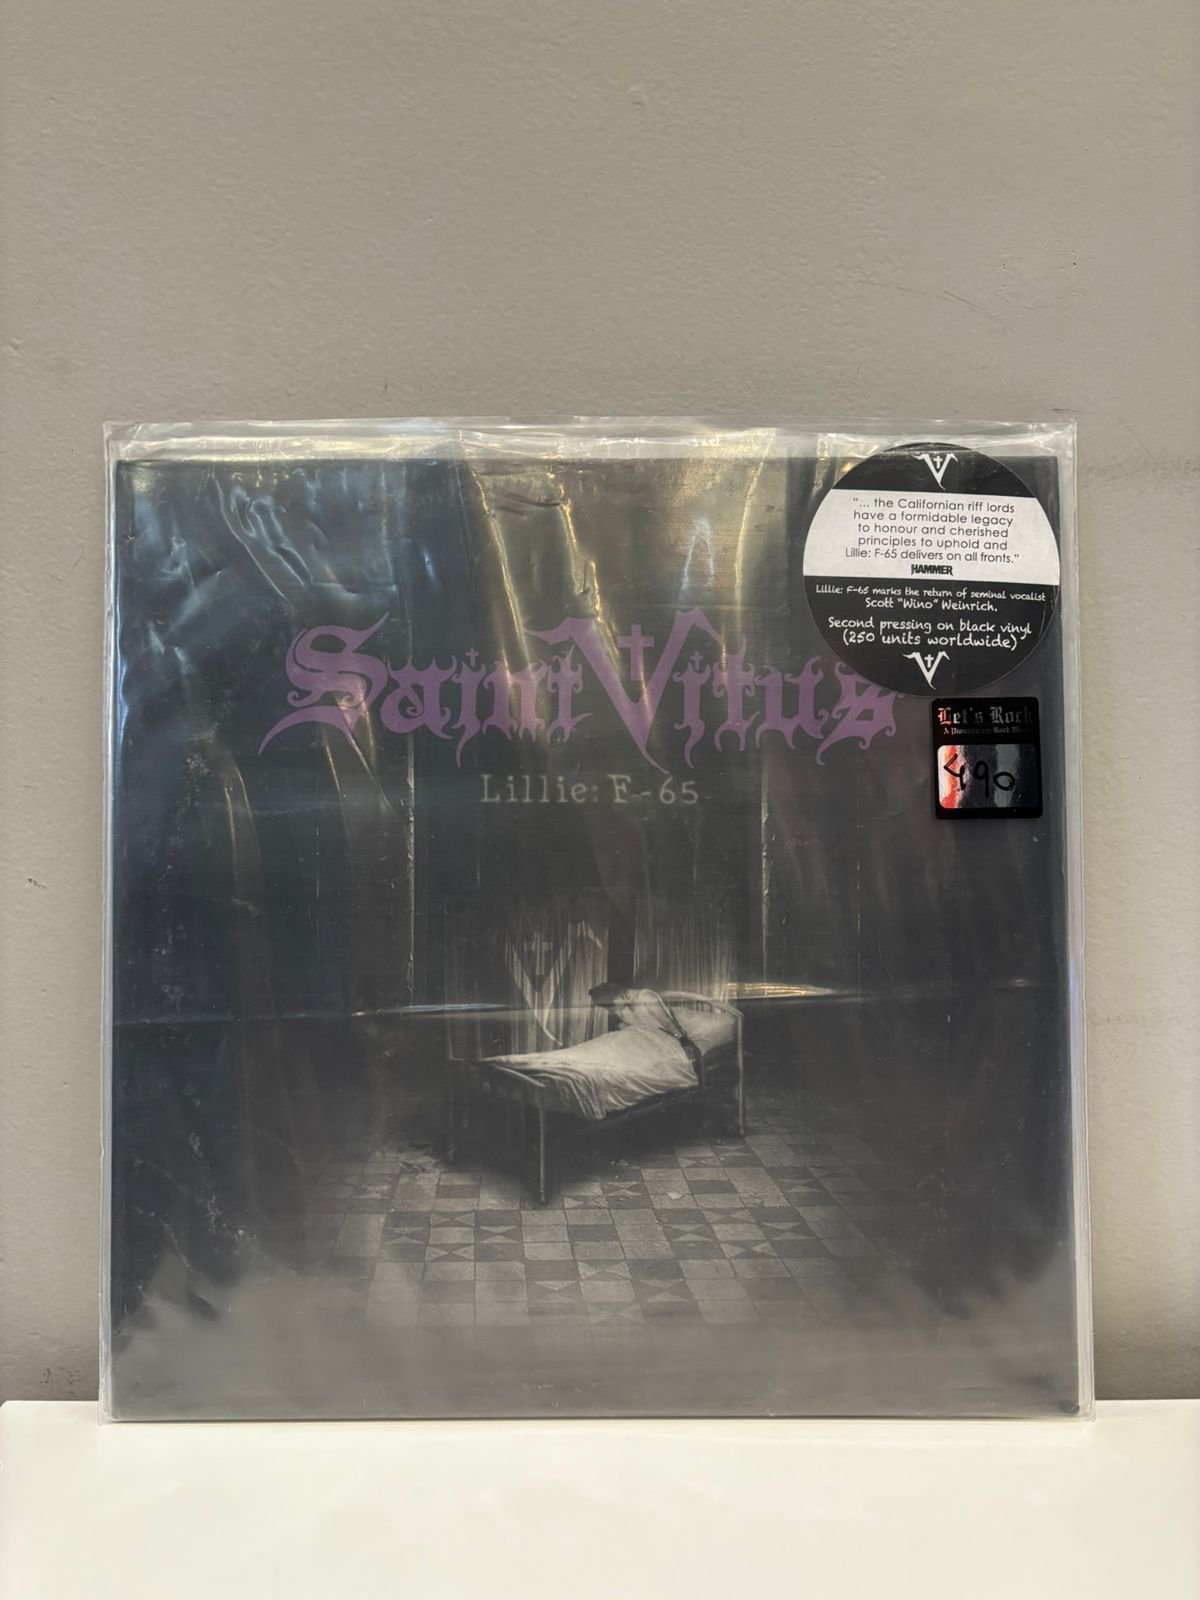 "... the Californian riff lords
have a formidable legacy
to honour and cherished
principles to uphold and
Lillie: F-65 delivers on all fronts."
HAMMER
Lillie: F-65 marks the return of seminal vocalist
Scott "Wino" Weinrich.
Second pressing on black vinyl
(250 units worldwide)
Saint Vitus
Lillie: F-65
Let's Rock
490